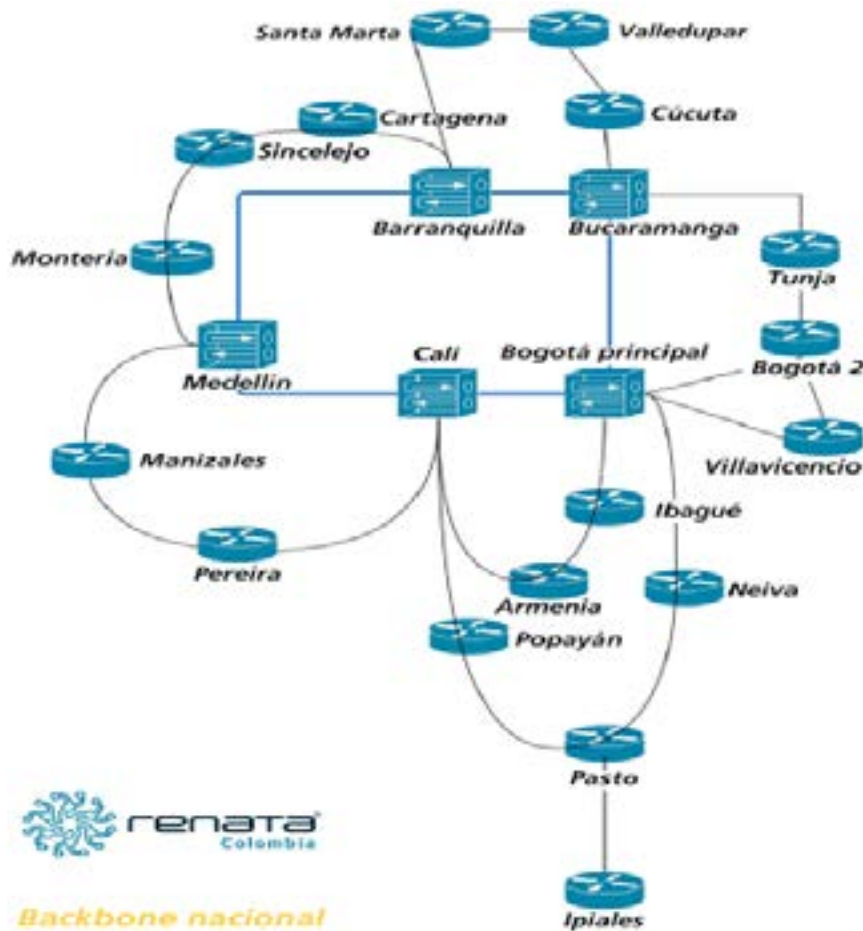 Santa Marta
Valledupar
Cartagena
Cúcuta
Sincelejo
Barranquilla
Bucaramanga
Montería
Tunja
Medellin
Cali
Bogotá principal
Bogotá 2
Manizales
Villavicencio
Ibagué
Pereira
Armenia
Neiva
Popayán
Pasto
renata
Colombia
Backbone nacional
Ipiales